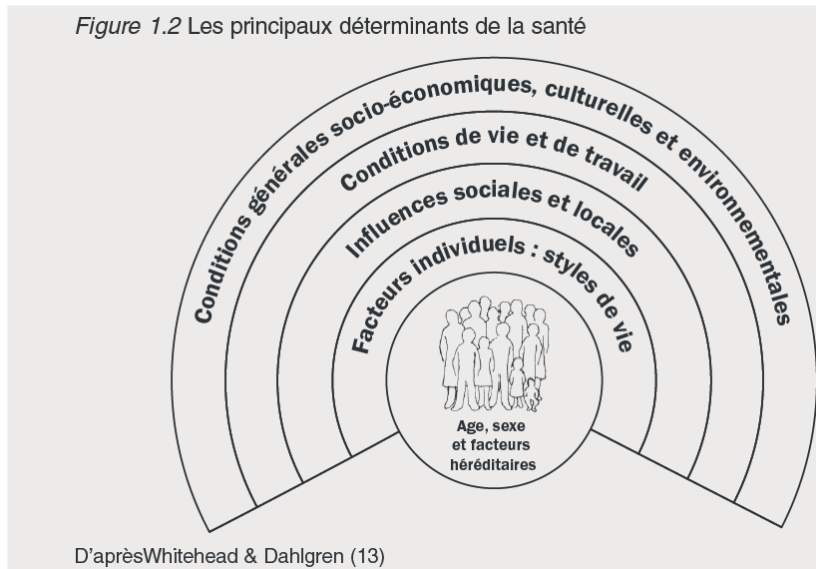 Figure 1.2 Les principaux déterminants de la santé
Conditions générales socio-économiques, culturelles et environnementales
Conditions de vie et de travail
Influences sociales et locales
Facteurs individuels : styles de vie
Age, sexe
et facteurs
héréditaires
D'aprèsWhitehead & Dahlgren (13)